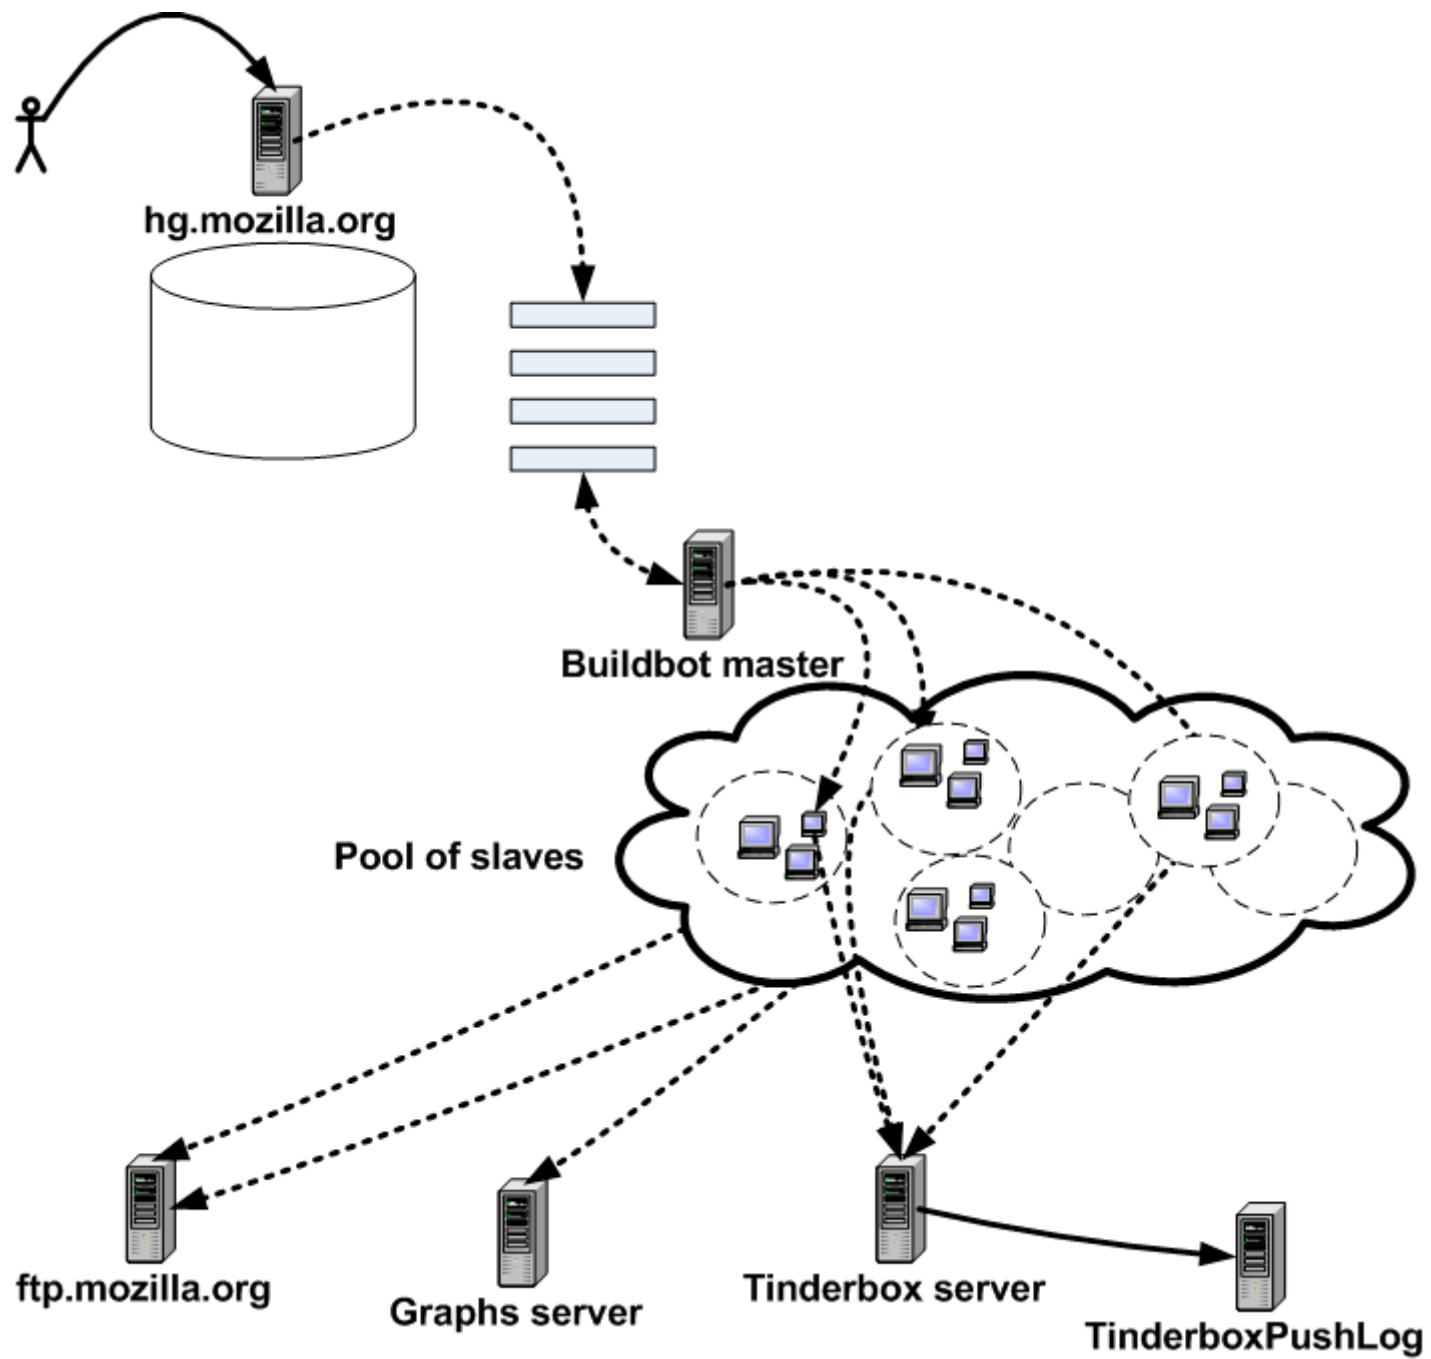 hg.mozilla.org
Buildbot master
Pool of slaves
ftp.mozilla.org
Graphs server
Tinderbox server
TinderboxPushLog